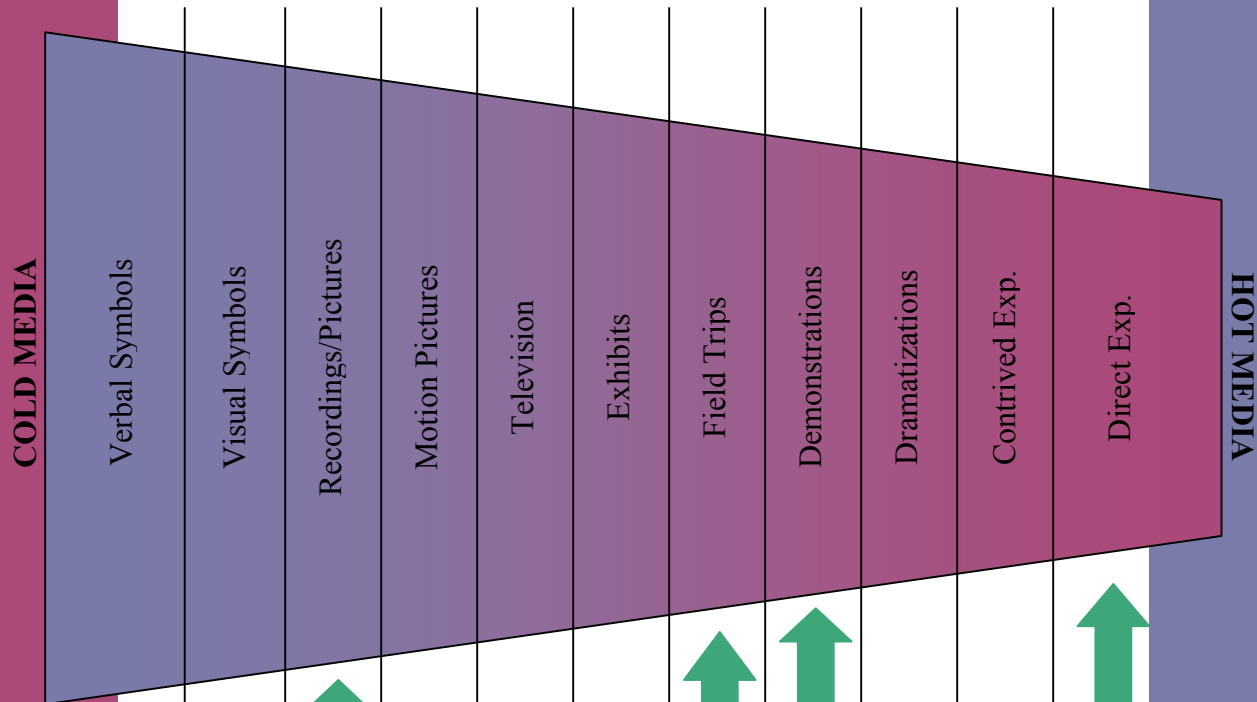 COLD MEDIA
Verbal Symbols
Visual Symbols
Recordings/Pictures
Motion Pictures
Television
Exhibits
Field Trips
Demonstrations
Dramatizations
Contrived Exp.
Direct Exp.
HOT MEDIA